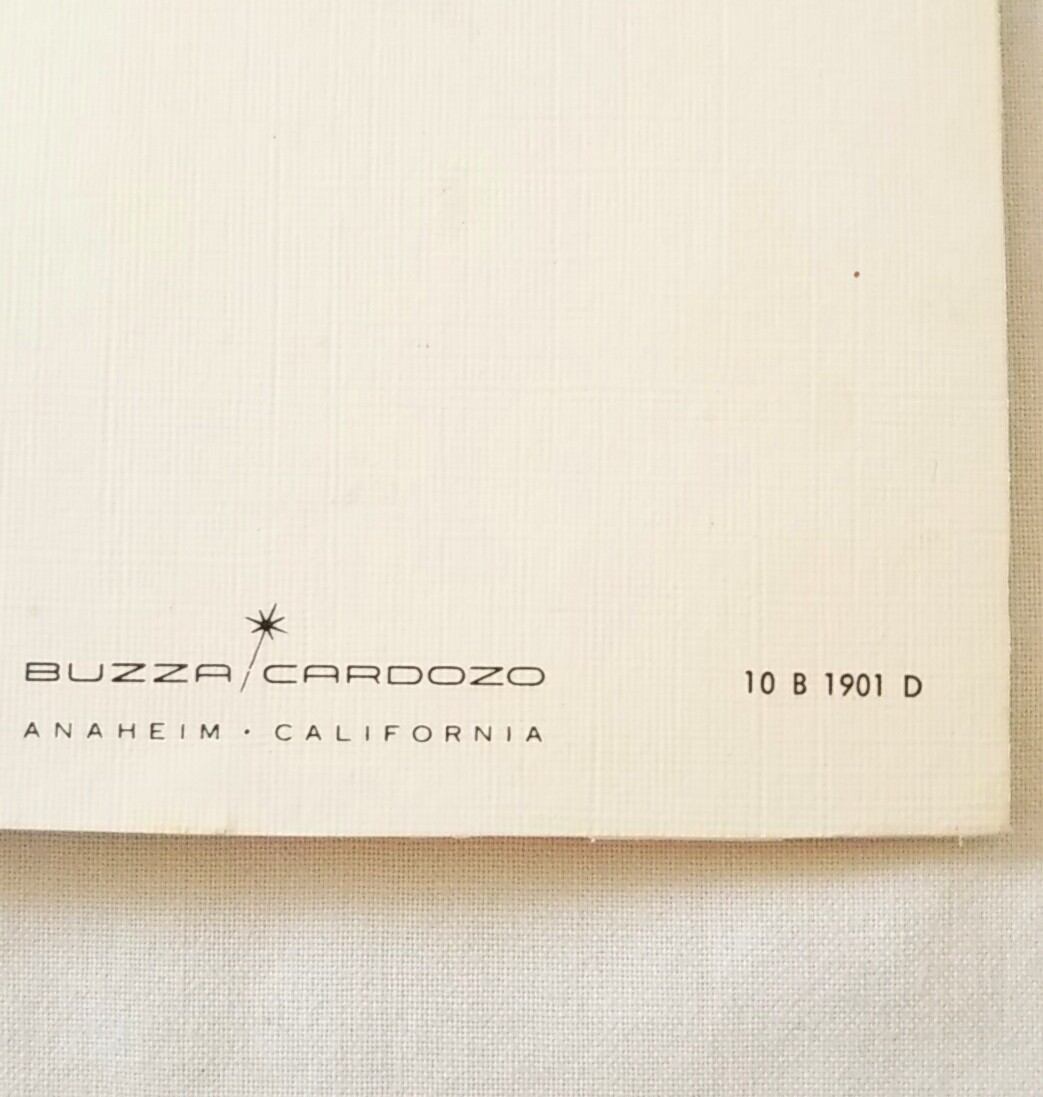 BUZZA/CARDOZO
ANAHEIM · CALIFORNIA
10 B 1901 D